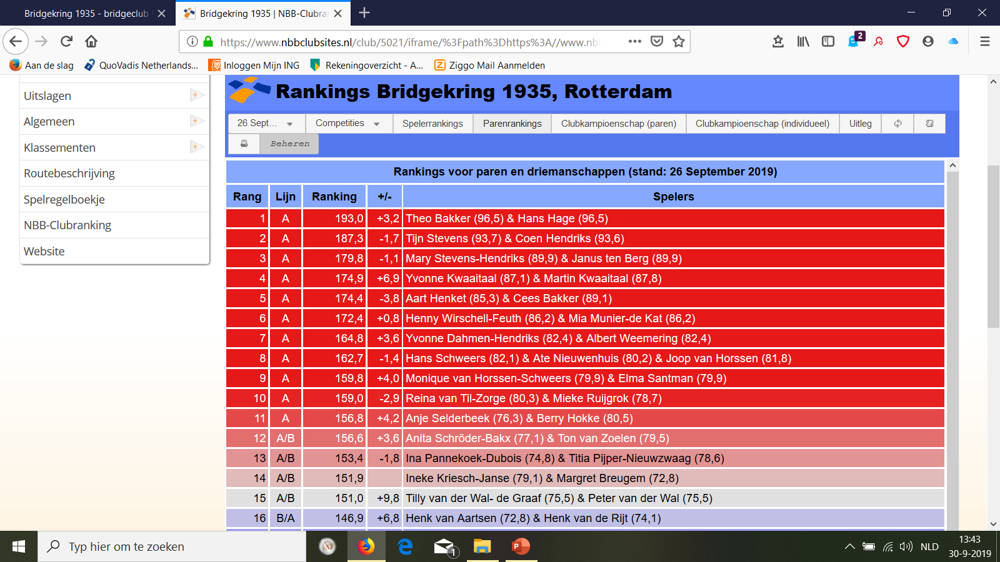 Bridgekring 1935 - bridgeclub
Bridgekring 1935 | NBB-Clubra
https://www.nbbclubsites.nl/club/5021/iframe/%3Fpath%3Dhttps%3A//www.nb
2
Aan de slag
QuoVadis Netherlands...
Inloggen Mijn ING
Rekeningoverzicht - A...
Ziggo Mail Aanmelden
Uitslagen
Algemeen
Klassementen
Routebeschrijving
Spelregelboekje
NBB-Clubranking
Website
Rankings Bridgekring 1935, Rotterdam
26 Sept... Competities Spelerrankings Parenrankings Clubkampioenschap (paren) Clubkampioenschap (individueel) Uitleg
Beheren
Rankings voor paren en driemanschappen (stand: 26 September 2019)
Rang Lijn Ranking +/- Spelers
1 A 193,0 +3,2 Theo Bakker (96,5) & Hans Hage (96,5)
2 A 187,3 -1,7 Tijn Stevens (93,7) & Coen Hendriks (93,6)
3 A 179,8 -1,1 Mary Stevens-Hendriks (89,9) & Janus ten Berg (89,9)
4 A 174,9 +6,9 Yvonne Kwaaitaal (87,1) & Martin Kwaaitaal (87,8)
5 A 174,4 -3,8 Aart Henket (85,3) & Cees Bakker (89,1)
6 A 172,4 +0,8 Henny Wirschell-Feuth (86,2) & Mia Munier-de Kat (86,2)
7 A 164,8 +3,6 Yvonne Dahmen-Hendriks (82,4) & Albert Weemering (82,4)
8 A 162,7 -1,4 Hans Schweers (82,1) & Ate Nieuwenhuis (80,2) & Joop van Horssen (81,8)
9 A 159,8 +4,0 Monique van Horssen-Schweers (79,9) & Elma Santman (79,9)
10 A 159,0 -2,9 Reina van Til-Zorge (80,3) & Mieke Ruijgrok (78,7)
11 A 156,8 +4,2 Anje Selderbeek (76,3) & Berry Hokke (80,5)
12 A/B 156,6 +3,6 Anita Schröder-Bakx (77,1) & Ton van Zoelen (79,5)
13 A/B 153,4 -1,8 Ina Pannekoek-Dubois (74,8) & Titia Pijper-Nieuwzwaag (78,6)
14 A/B 151,9 Ineke Kriesch-Janse (79,1) & Margret Breugem (72,8)
15 A/B 151,0 +9,8 Tilly van der Wal- de Graaf (75,5) & Peter van der Wal (75,5)
16 B/A 146,9 +6,8 Henk van Aartsen (72,8) & Henk van de Rijt (74,1)
Typ hier om te zoeken
1
P
NLD
13:43
30-9-2019